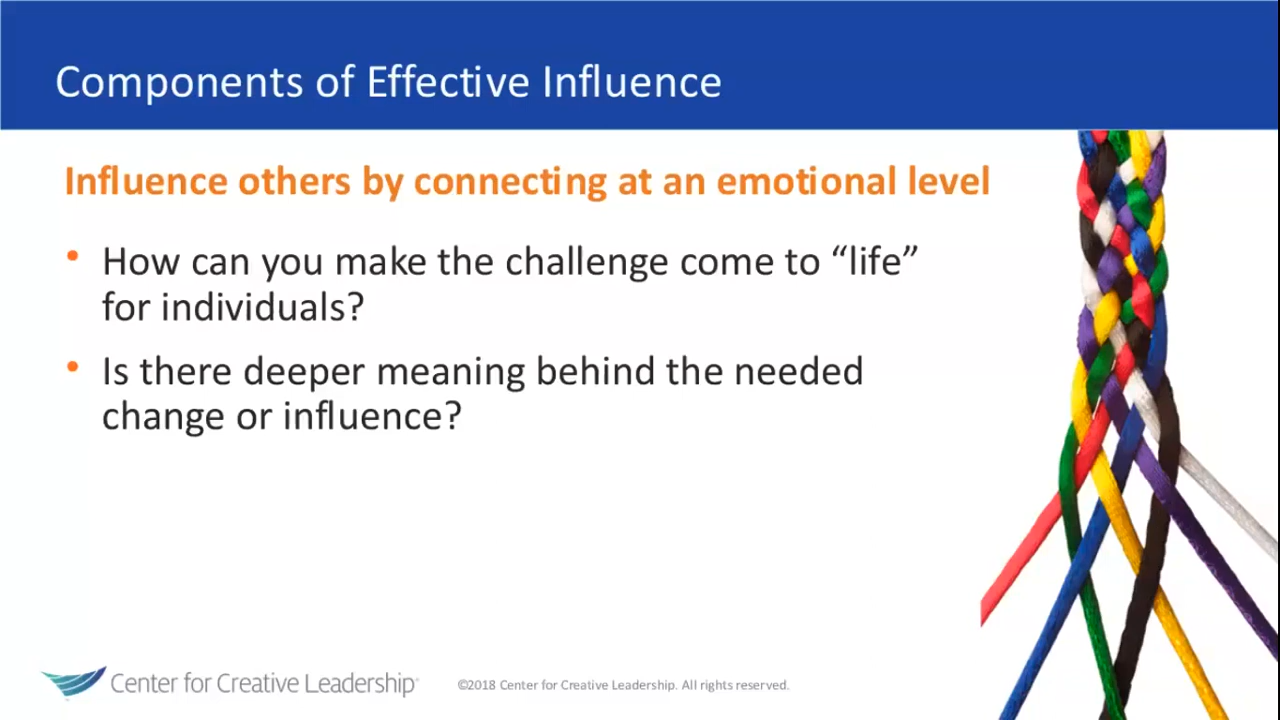 Components of Effective Influence
Influence others by connecting at an emotional level
• How can you make the challenge come to “life”
for individuals?
• Is there deeper meaning behind the needed
change or influence?
Center for Creative Leadership
©2018 Center for Creative Leadership. All rights reserved.